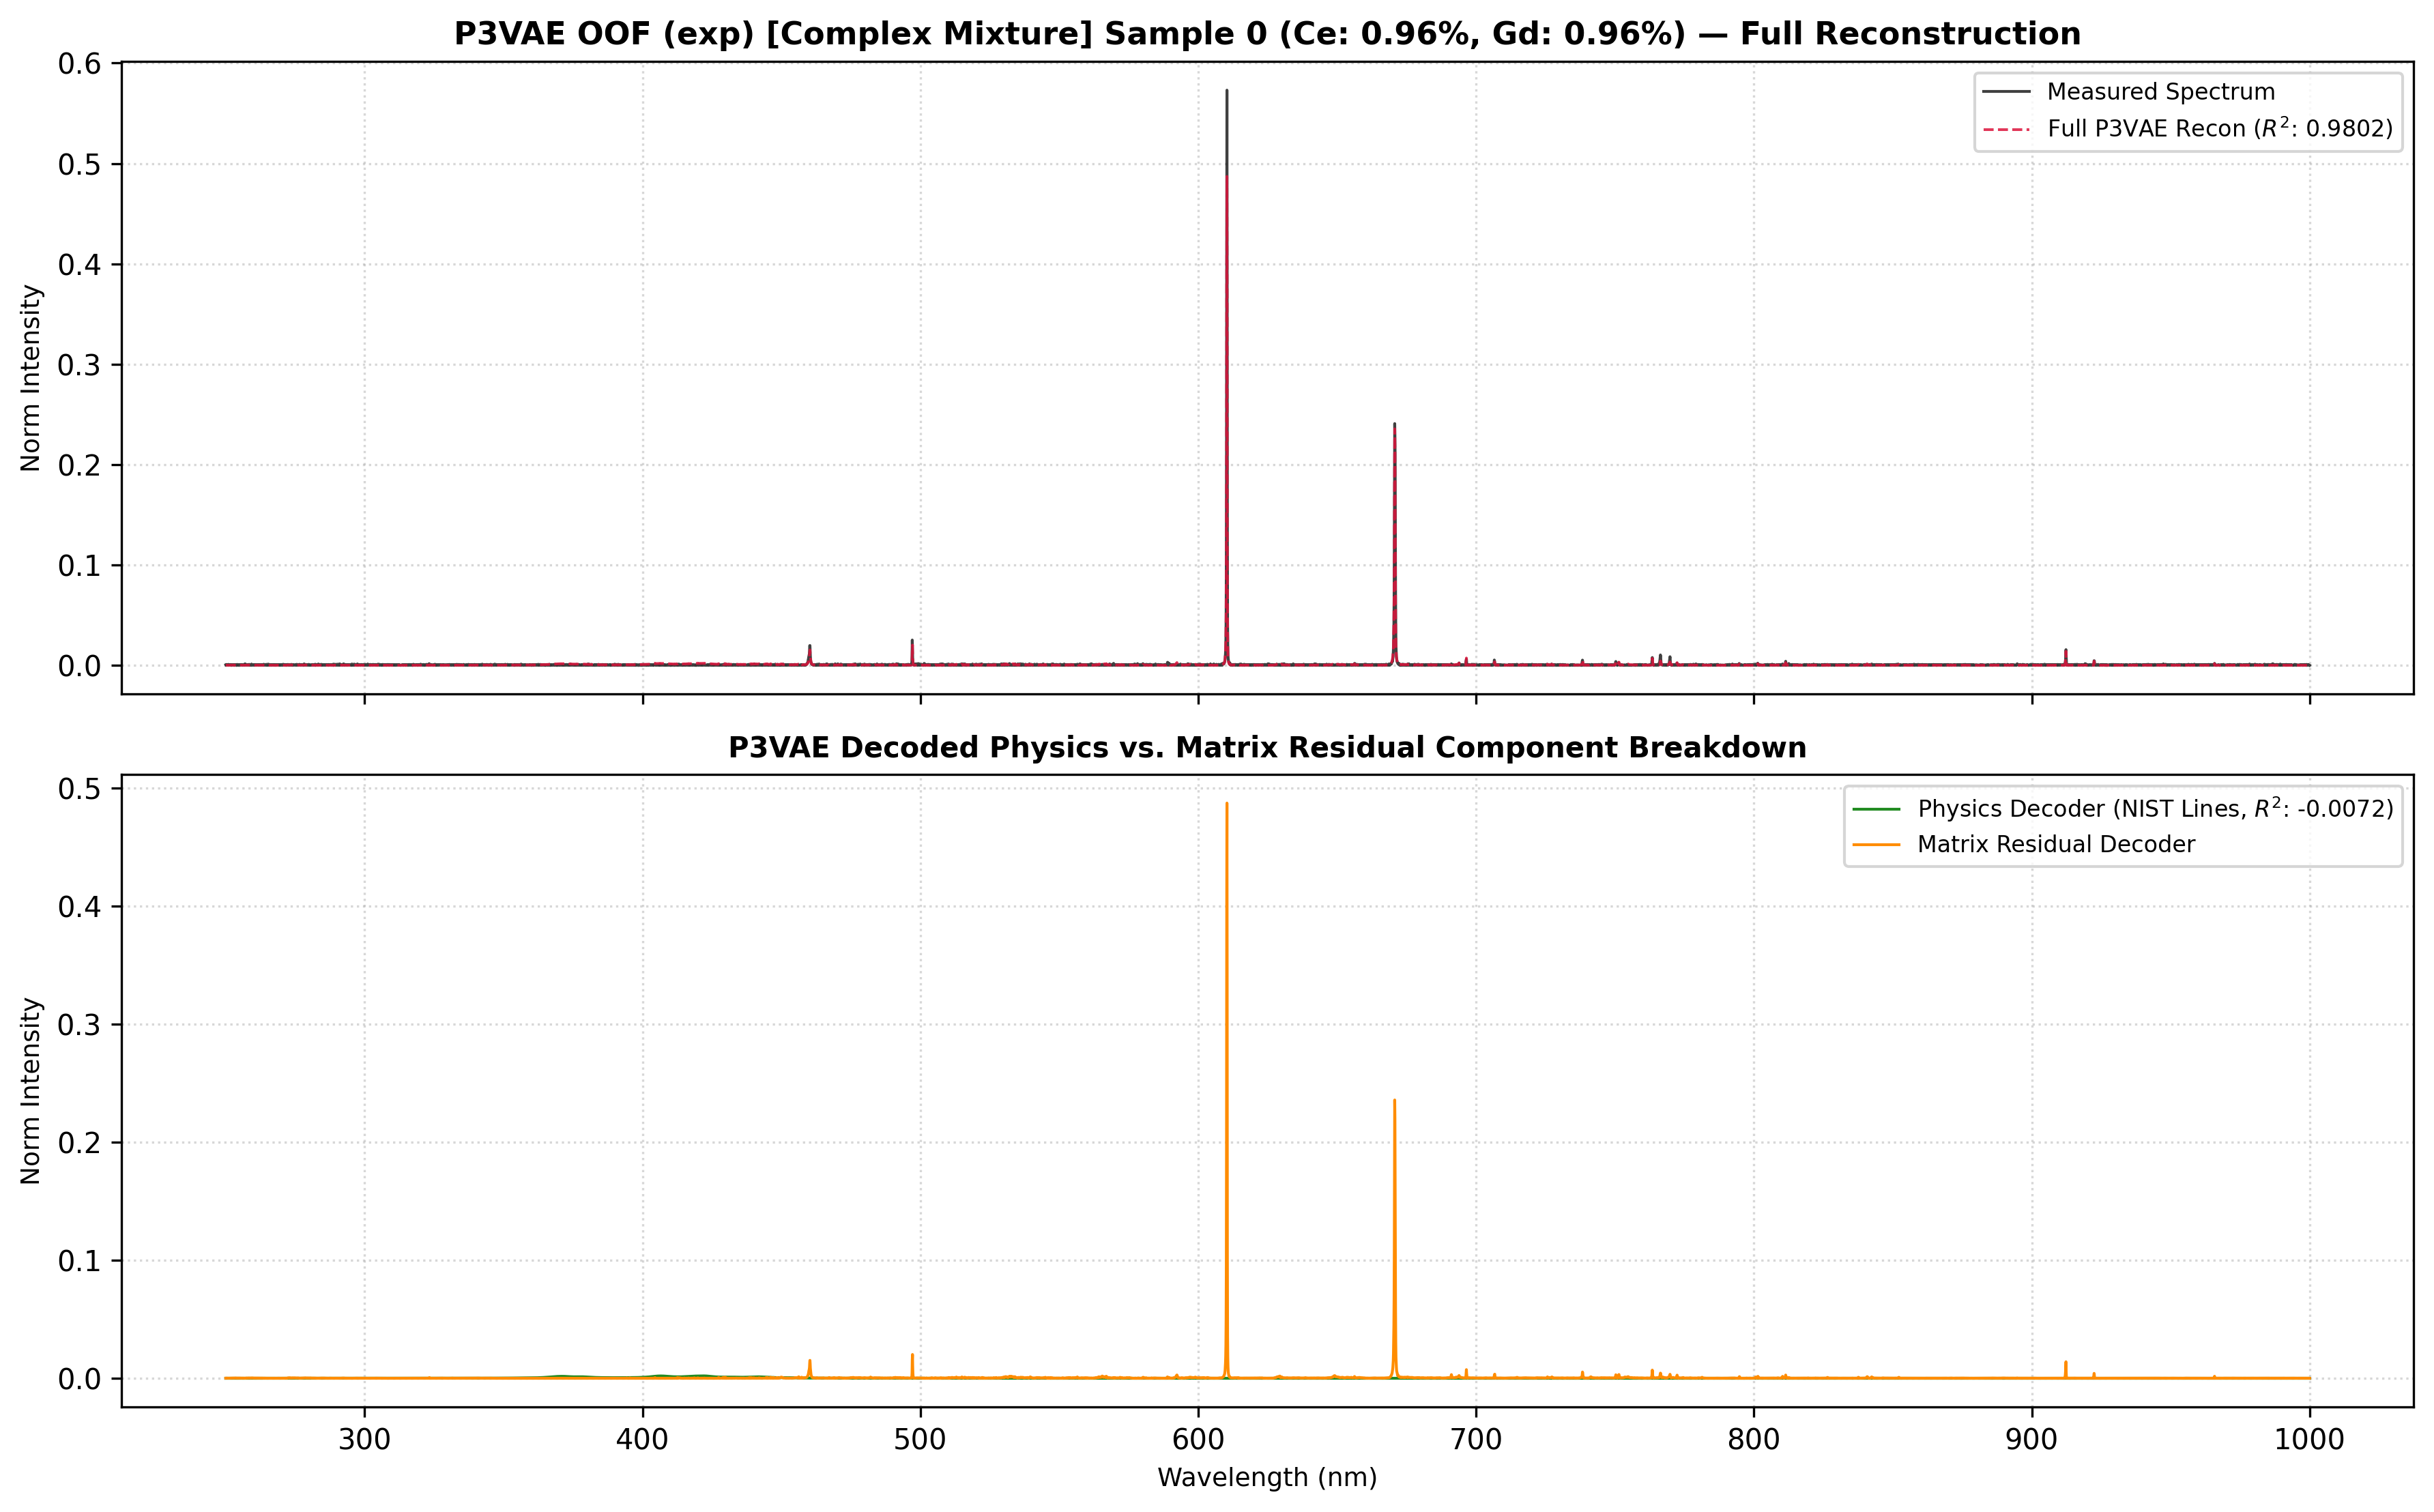 P3VAE OOF (exp) [Complex Mixture] Sample 0 (Ce: 0.96%, Gd: 0.96%) — Full Reconstruction
Norm Intensity
0.6
0.5
0.4
0.3
0.2
0.1
0.0
Measured Spectrum
Full P3VAE Recon (R²: 0.9802)
P3VAE Decoded Physics vs. Matrix Residual Component Breakdown
Norm Intensity
0.5
0.4
0.3
0.2
0.1
0.0
Physics Decoder (NIST Lines, R²: -0.0072)
Matrix Residual Decoder
300 400 500 600 700 800 900 1000
Wavelength (nm)